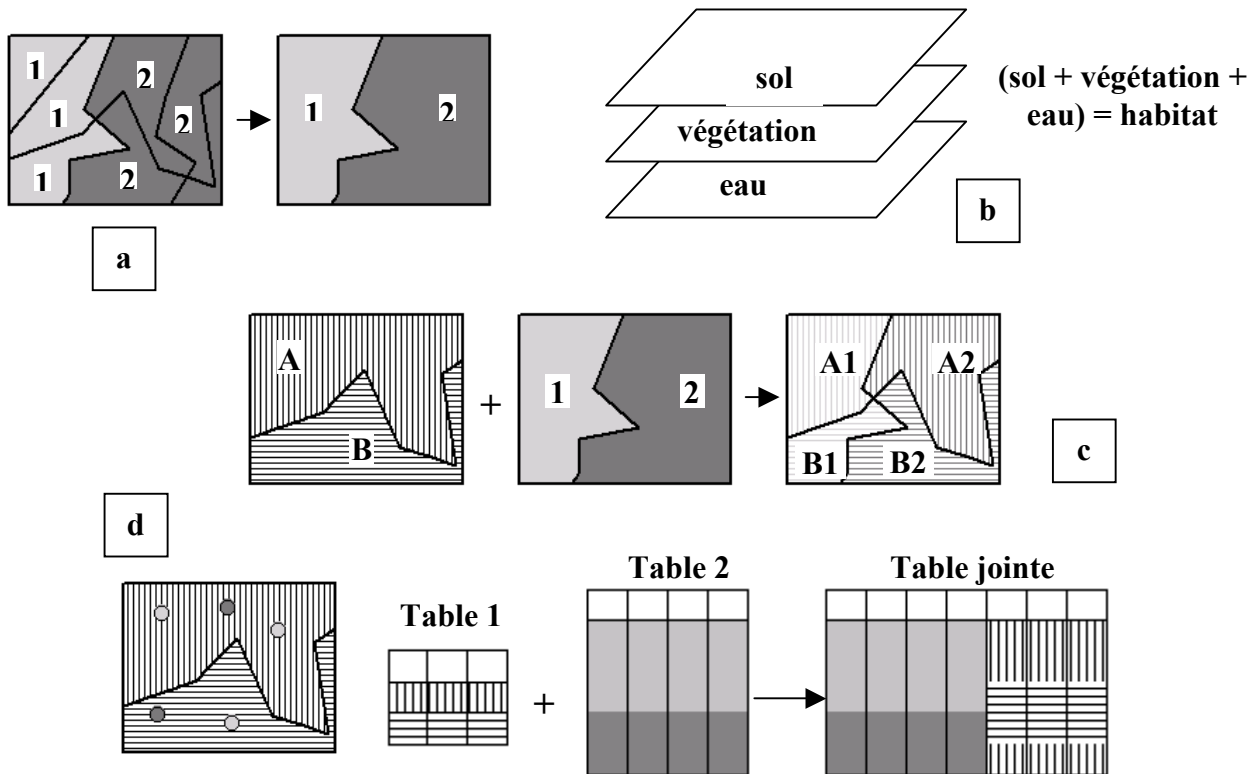 1
1
1
2
2
2
1
2
a
sol
végétation
eau
(sol + végétation +
eau) = habitat
b
A
B
+
1
2
A1
A2
B1
B2
c
d
Table 1
+
Table 2
Table jointe